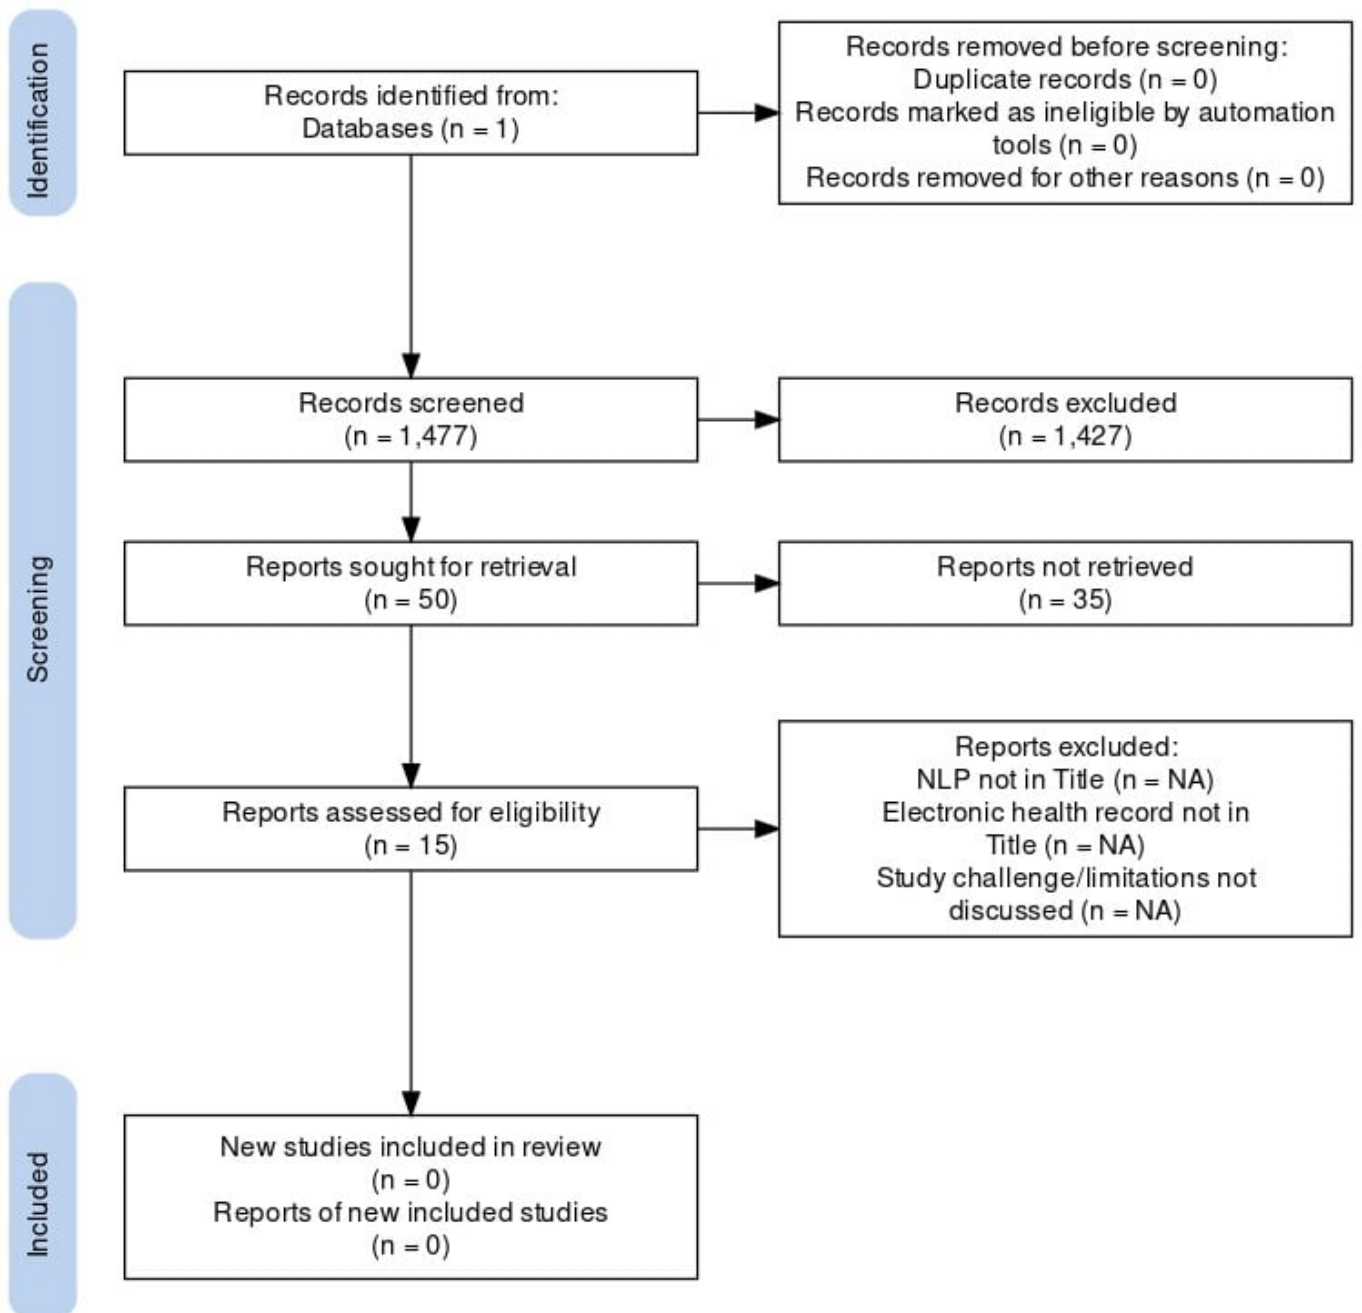 Identification
Records identified from:
Databases (n = 1)
Records removed before screening:
Duplicate records (n = 0)
Records marked as ineligible by automation
tools (n = 0)
Records removed for other reasons (n = 0)
Screening
Records screened
(n = 1,477)
Records excluded
(n = 1,427)
Reports sought for retrieval
(n = 50)
Reports not retrieved
(n = 35)
Reports assessed for eligibility
(n = 15)
Reports excluded:
NLP not in Title (n = NA)
Electronic health record not in
Title (n = NA)
Study challenge/limitations not
discussed (n = NA)
Included
New studies included in review
(n = 0)
Reports of new included studies
(n = 0)